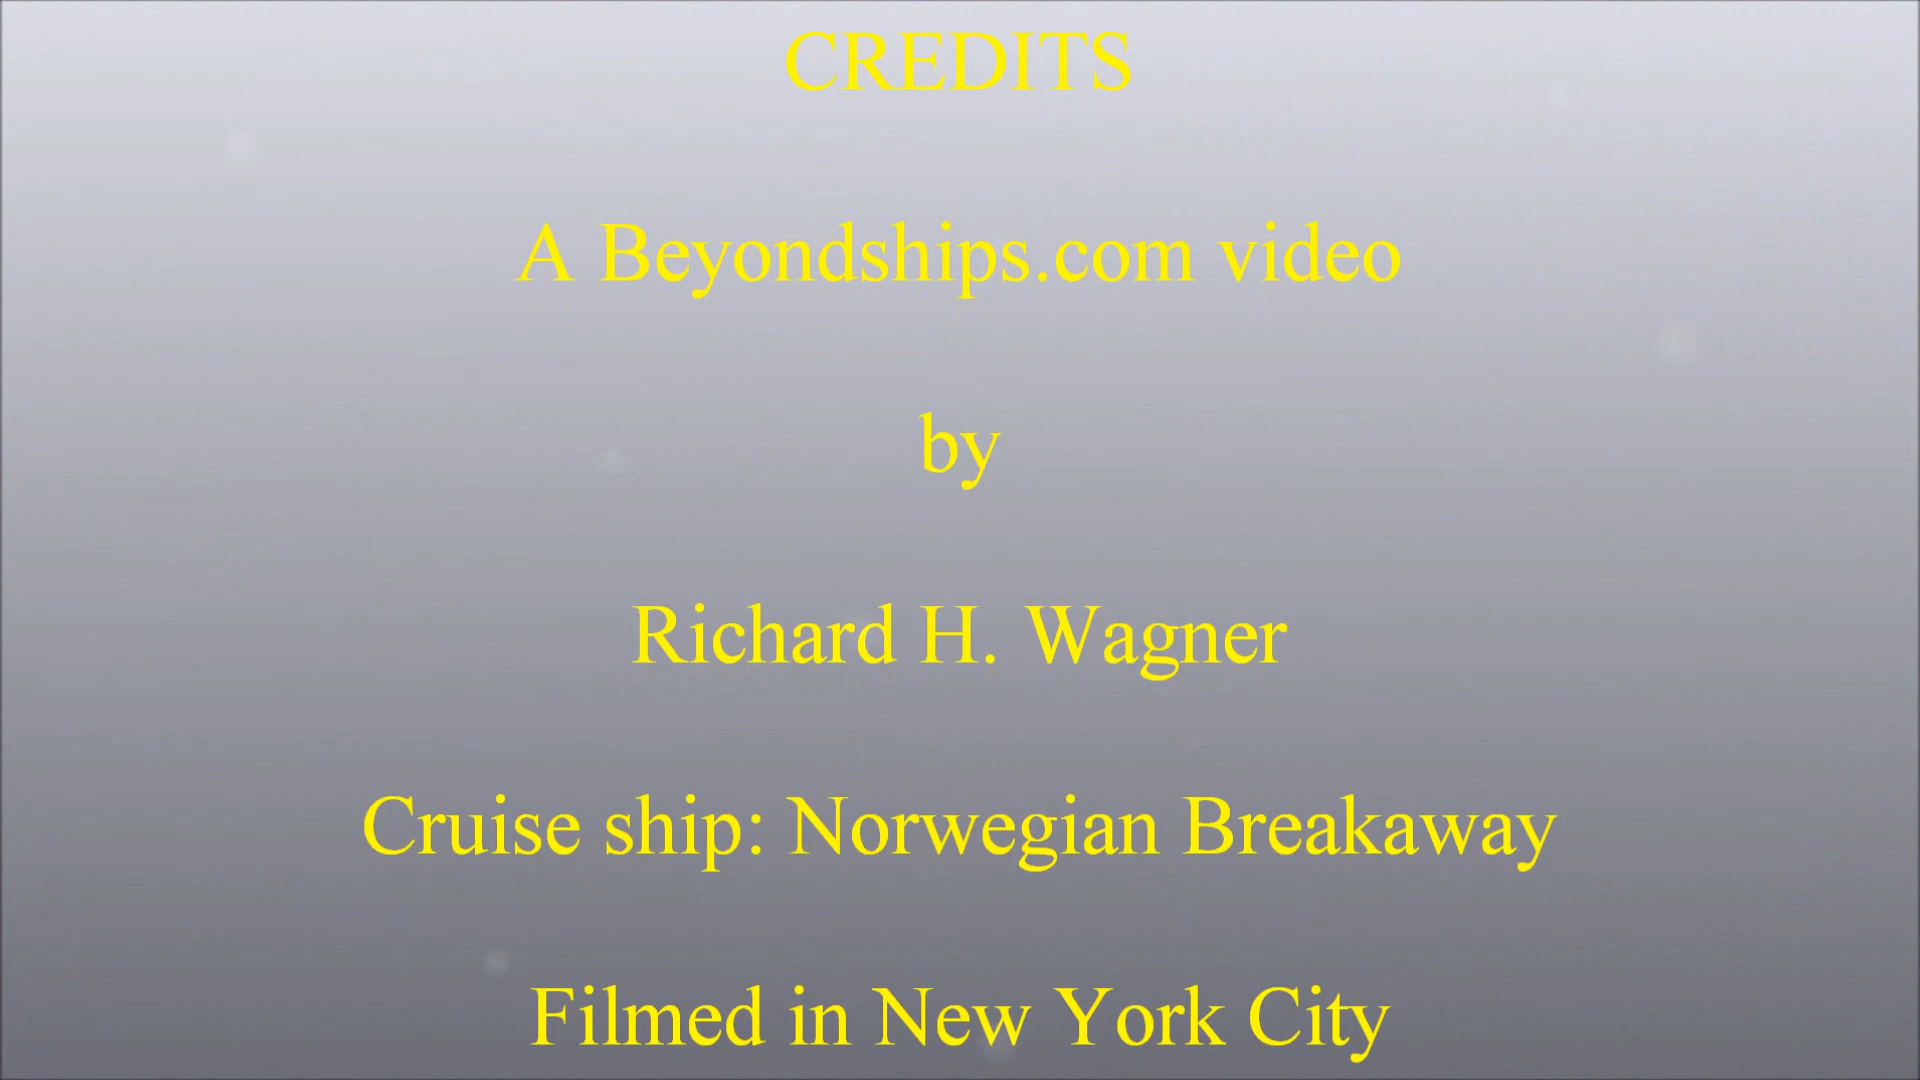 CREDITS
A Beyondships.com video
by
Richard H. Wagner
Cruise ship: Norwegian Breakaway
Filmed in New York City